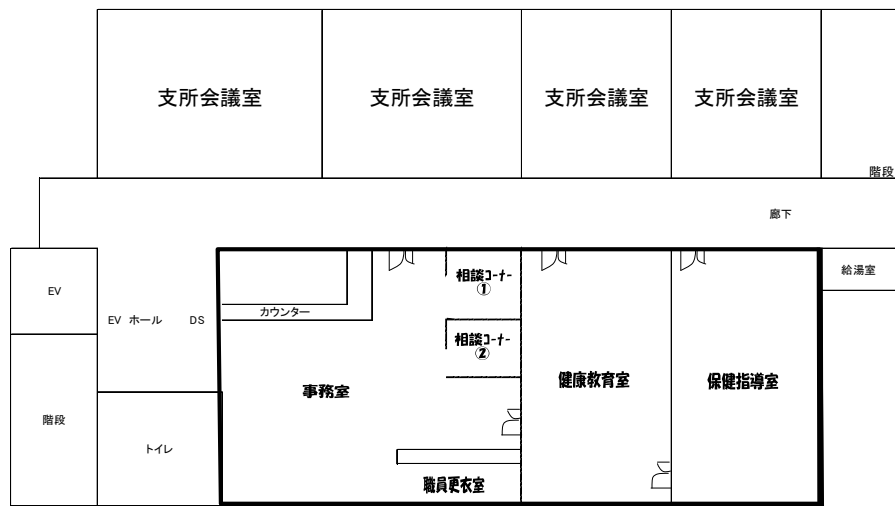 支所会議室
支所会議室
支所会議室
支所会議室
階段
廊下
給湯室
EV
EV ホール
DS
カウンター
相談ｺｰﾅｰ
①
相談ｺｰﾅｰ
②
事務室
健康教育室
保健指導室
階段
トイレ
職員更衣室